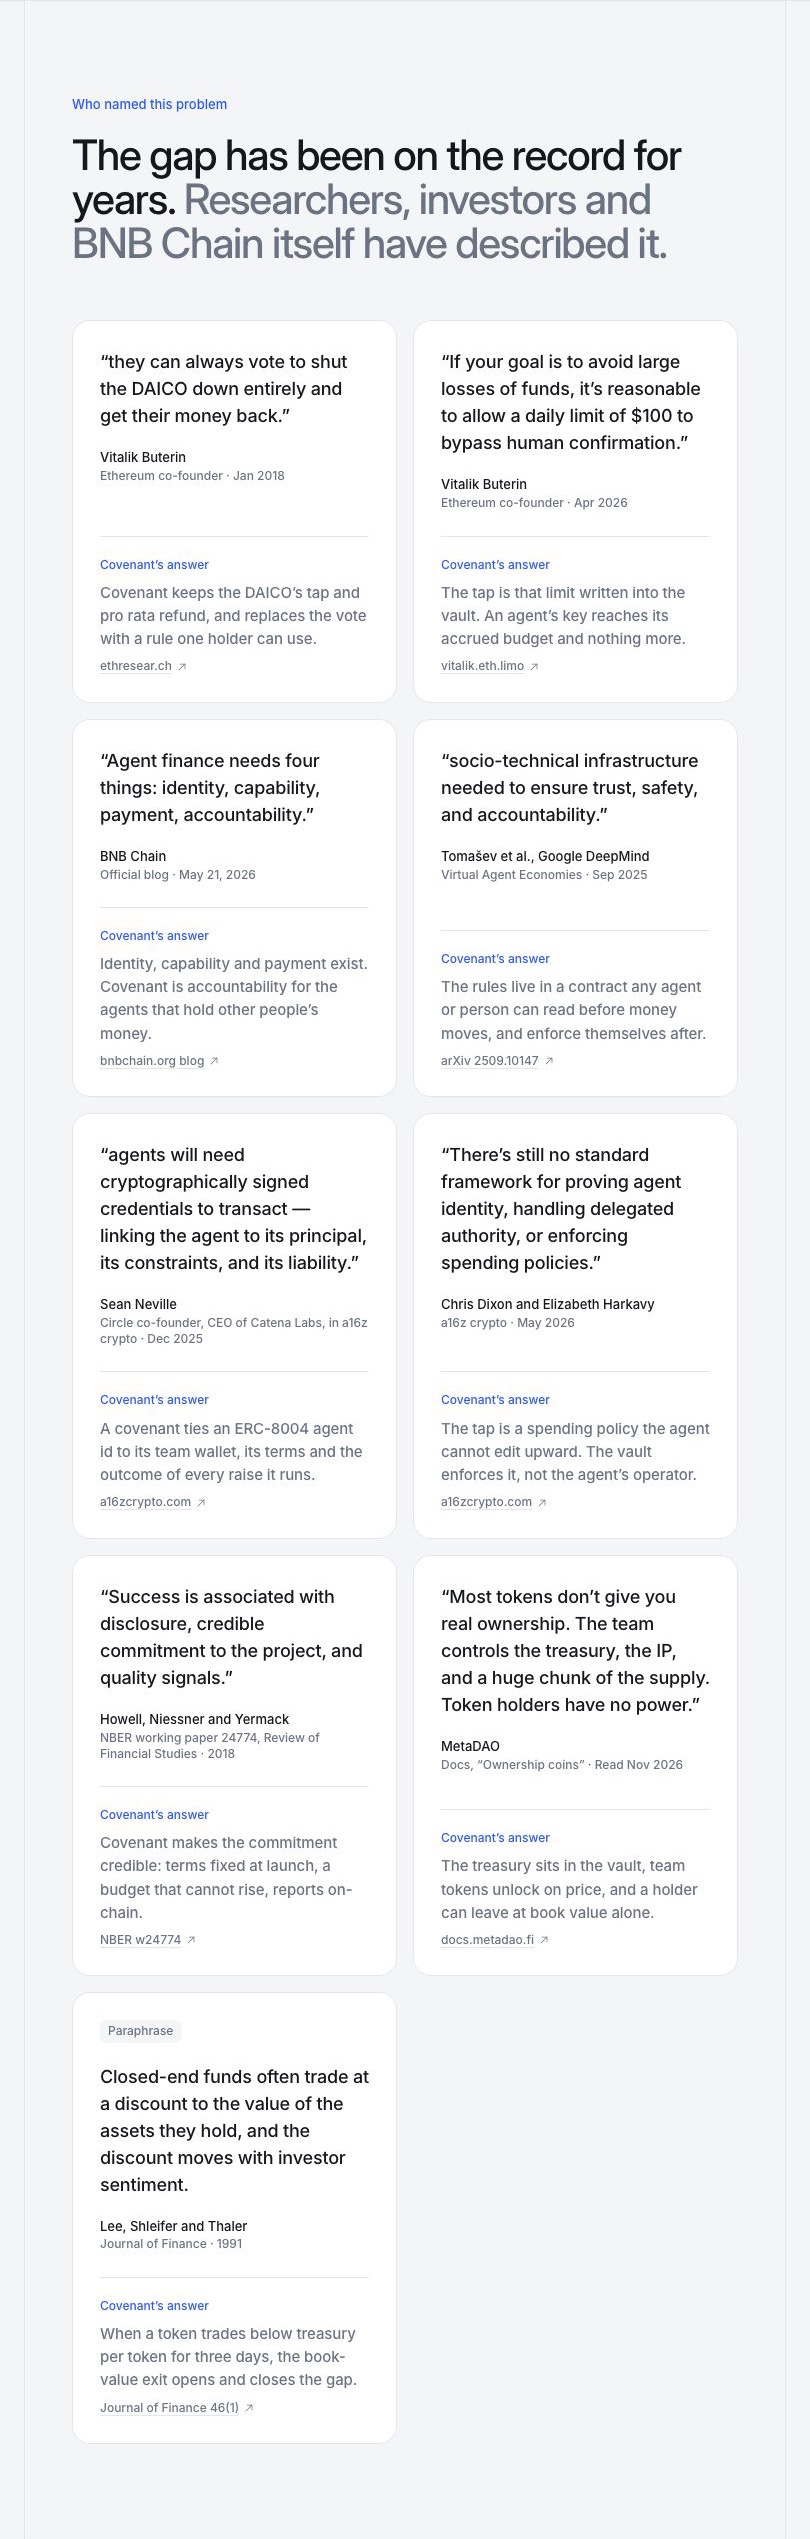 Who named this problem
The gap has been on the record for
years. Researchers, investors and
BNB Chain itself have described it.
“they can always vote to shut
the DAICO down entirely and
get their money back.”
Vitalik Buterin
Ethereum co-founder · Jan 2018
Covenant’s answer
Covenant keeps the DAICO’s tap and
pro rata refund, and replaces the vote
with a rule one holder can use.
ethresear.ch ↗
“If your goal is to avoid large
losses of funds, it’s reasonable
to allow a daily limit of $100 to
bypass human confirmation.”
Vitalik Buterin
Ethereum co-founder · Apr 2026
Covenant’s answer
The tap is that limit written into the
vault. An agent’s key reaches its
accrued budget and nothing more.
vitalik.eth.limo ↗
“Agent finance needs four
things: identity, capability,
payment, accountability.”
BNB Chain
Official blog · May 21, 2026
Covenant’s answer
Identity, capability and payment exist.
Covenant is accountability for the
agents that hold other people’s
money.
bnbchain.org blog ↗
“socio-technical infrastructure
needed to ensure trust, safety,
and accountability.”
Tomašev et al., Google DeepMind
Virtual Agent Economies · Sep 2025
Covenant’s answer
The rules live in a contract any agent
or person can read before money
moves, and enforce themselves after.
arXiv 2509.10147 ↗
“agents will need
cryptographically signed
credentials to transact —
linking the agent to its principal,
its constraints, and its liability.”
Sean Neville
Circle co-founder, CEO of Catena Labs, in a16z
crypto · Dec 2025
Covenant’s answer
A covenant ties an ERC-8004 agent
id to its team wallet, its terms and the
outcome of every raise it runs.
a16zcrypto.com ↗
“There’s still no standard
framework for proving agent
identity, handling delegated
authority, or enforcing
spending policies.”
Chris Dixon and Elizabeth Harkavy
a16z crypto · May 2026
Covenant’s answer
The tap is a spending policy the agent
cannot edit upward. The vault
enforces it, not the agent’s operator.
a16zcrypto.com ↗
“Success is associated with
disclosure, credible
commitment to the project, and
quality signals.”
Howell, Niessner and Yermack
NBER working paper 24774, Review of
Financial Studies · 2018
Covenant’s answer
Covenant makes the commitment
credible: terms fixed at launch, a
budget that cannot rise, reports on-
chain.
NBER w24774 ↗
“Most tokens don’t give you
real ownership. The team
controls the treasury, the IP,
and a huge chunk of the supply.
Token holders have no power.”
MetaDAO
Docs, “Ownership coins” · Read Nov 2026
Covenant’s answer
The treasury sits in the vault, team
tokens unlock on price, and a holder
can leave at book value alone.
docs.metadao.fi ↗
Paraphrase
Closed-end funds often trade at
a discount to the value of the
assets they hold, and the
discount moves with investor
sentiment.
Lee, Shleifer and Thaler
Journal of Finance · 1991
Covenant’s answer
When a token trades below treasury
per token for three days, the book-
value exit opens and closes the gap.
Journal of Finance 46(1) ↗